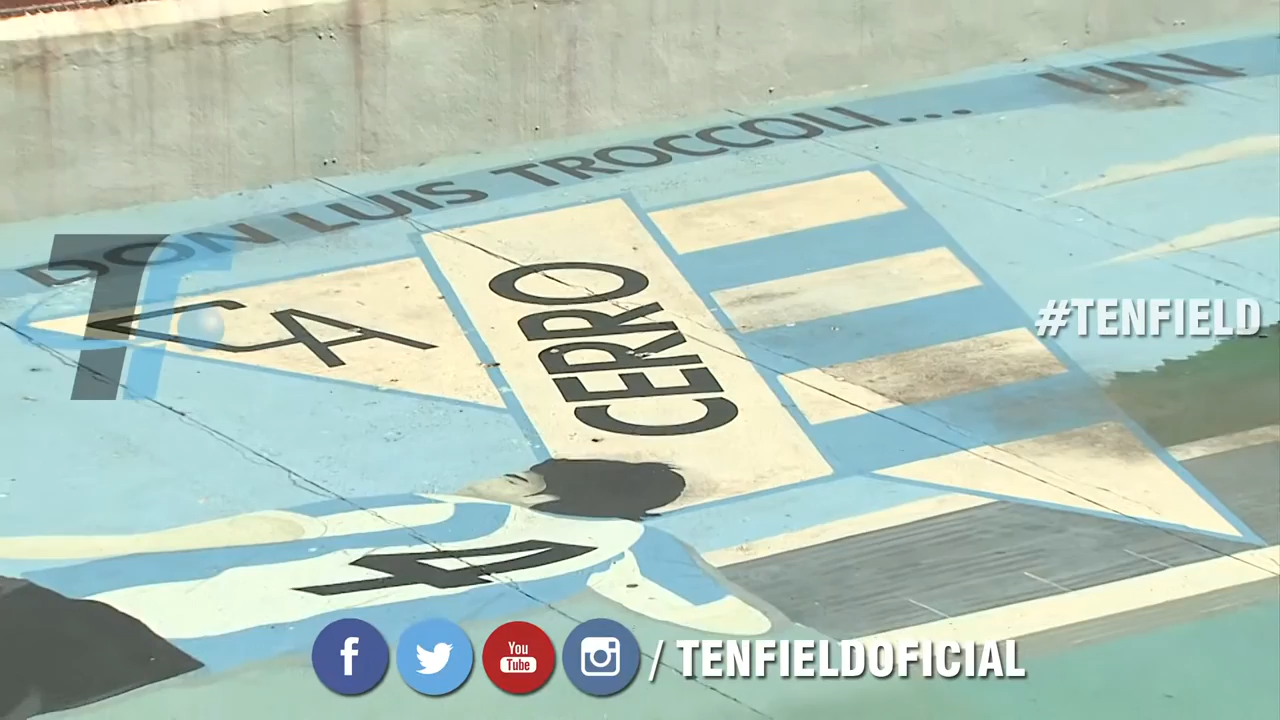 DON LUIS TROCCOLI... UN
CA
CERRO
4
#TENFIELD
f
You
Tube
/ TENFIELDOFICIAL